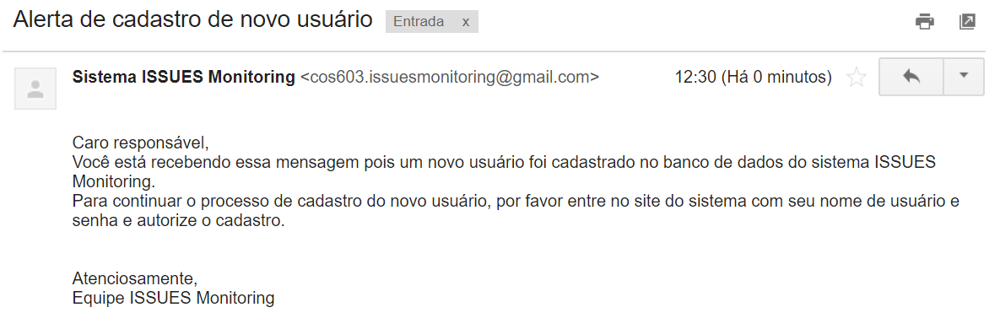 Alerta de cadastro de novo usuário Entrada x
Sistema ISSUES Monitoring <cos603.issuesmonitoring@gmail.com> 12:30 (Há 0 minutos)
Caro responsável,
Você está recebendo essa mensagem pois um novo usuário foi cadastrado no banco de dados do sistema ISSUES
Monitoring.
Para continuar o processo de cadastro do novo usuário, por favor entre no site do sistema com seu nome de usuário e
senha e autorize o cadastro.
Atenciosamente,
Equipe ISSUES Monitoring